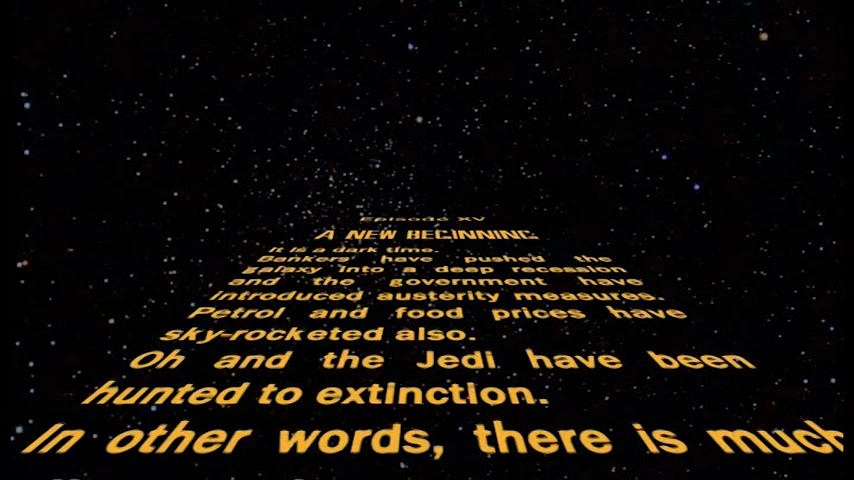 Episode XV
A NEW BEGINNING
It is a dark time.
Bankers have pushed the
galaxy into a deep recession
and the government have
introduced austerity measures.
Petrol and food prices have
sky-rocketed also.
Oh and the Jedi have been
hunted to extinction.
In other words, there is much